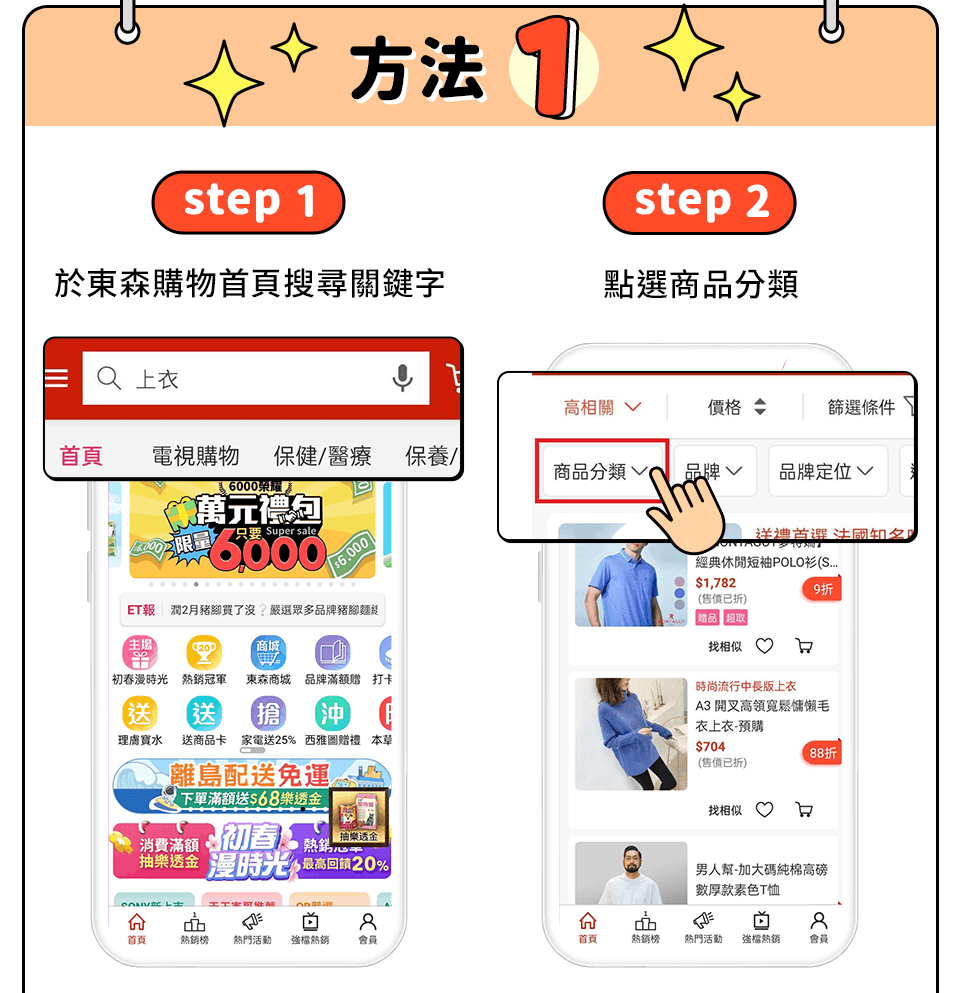 方法 1
step 1
於東森購物首頁搜尋關鍵字
上衣
首頁 電視購物 保健/醫療 保養/
6000榮耀
萬元禮包
限量 只要 Super sale
6,000
$6,000
ET報 潤2月豬腳買了沒？嚴選眾多品牌豬腳麵
主場 201 商城
初春漫時光 熱銷冠軍 東森商城 品牌滿額贈 打卡
送 送 搶 沖
理膚寶水 送商品卡 家電送25% 西雅圖贈禮 本草
離島配送免運
下單滿額送$68樂透金
抽樂透金
消費滿額
抽樂透金
初春
漫時光
熱銷冠軍
最高回饋20%
首頁 熱銷榜 熱門活動 強檔熱銷 會員
step 2
點選商品分類
高相關 價格 篩選條件
商品分類 品牌 品牌定位
送禮首選 法國知名
經典休閒短袖POLO衫(S...
$1,782
(售價已折)
9折
贈品 超取
找相似
時尚流行中長版上衣
A3 開叉高領寬鬆慵懶毛
衣上衣-預購
$704
(售價已折)
88折
找相似
男人幫-加大碼純棉高磅
數厚款素色T恤
首頁 熱銷榜 熱門活動 強檔熱銷 會員